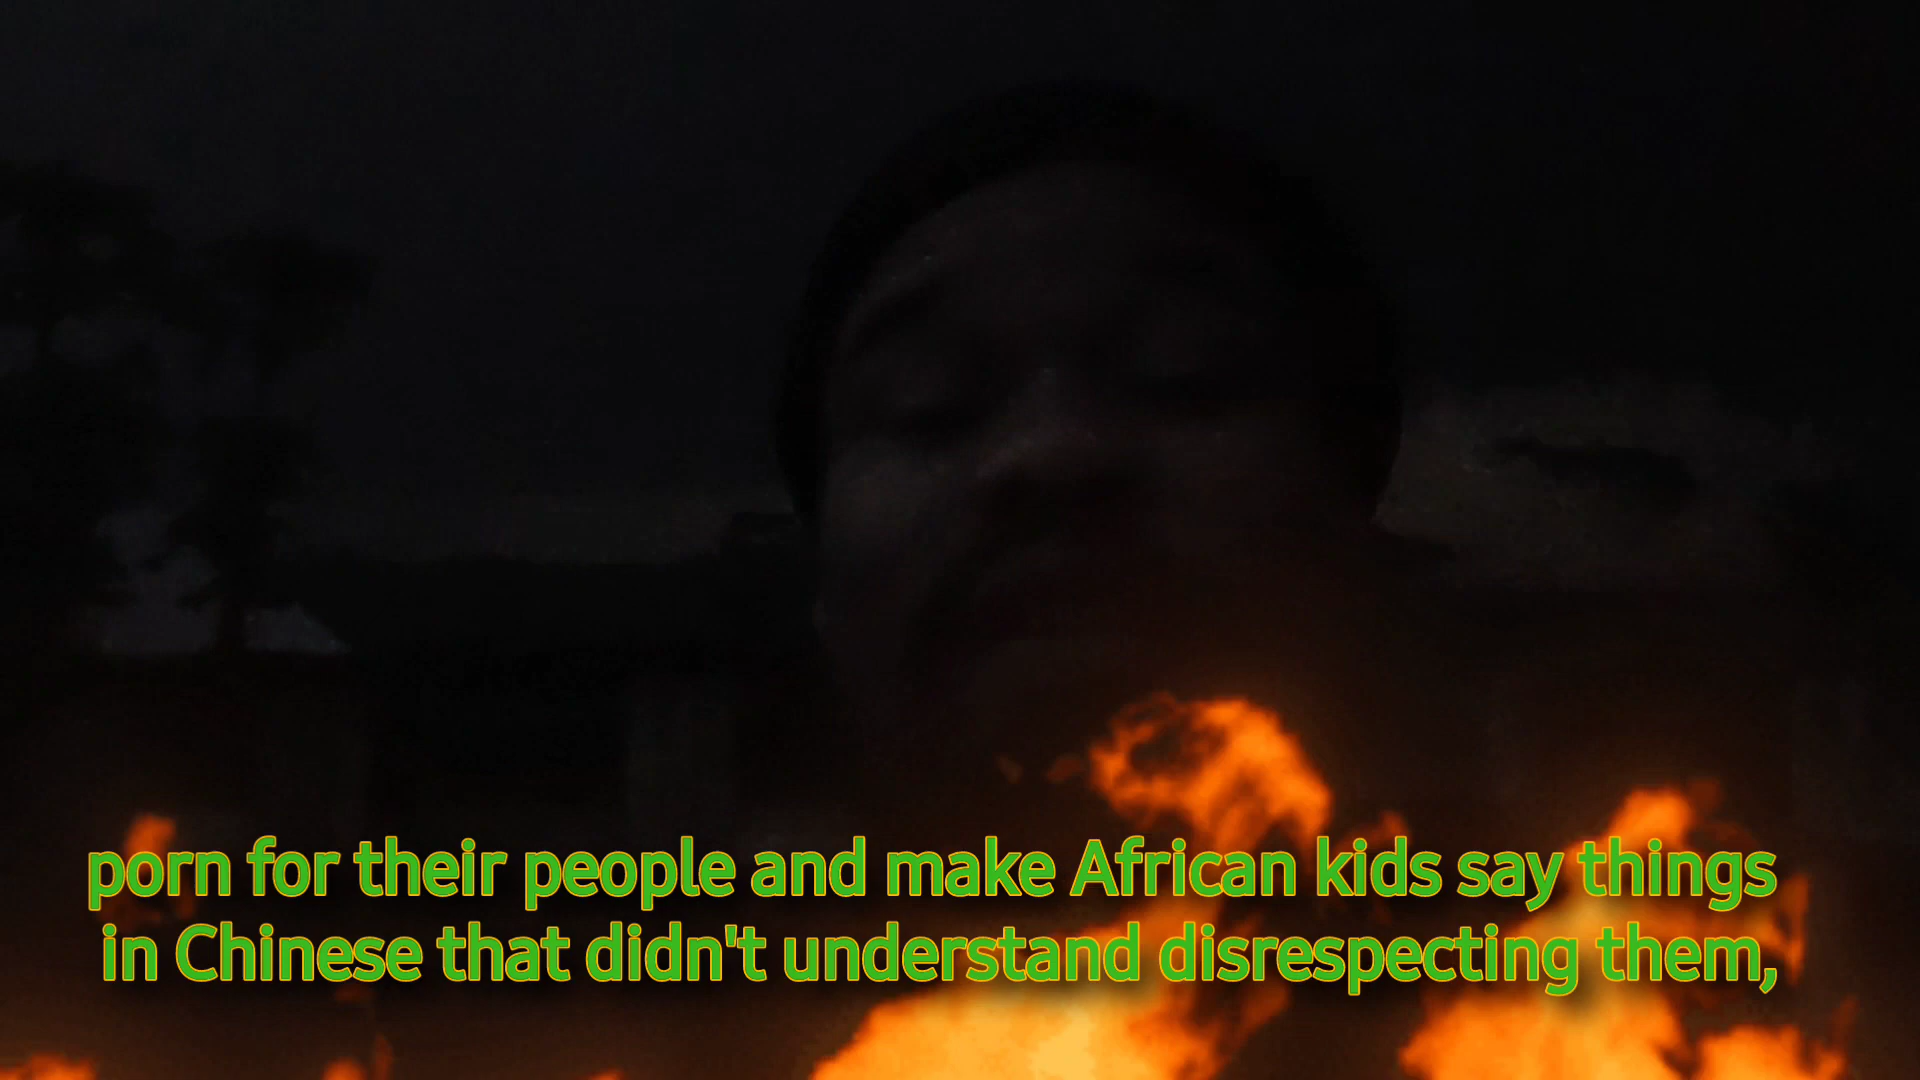 porn for their people and make African kids say things
in Chinese that didn't understand disrespecting them,